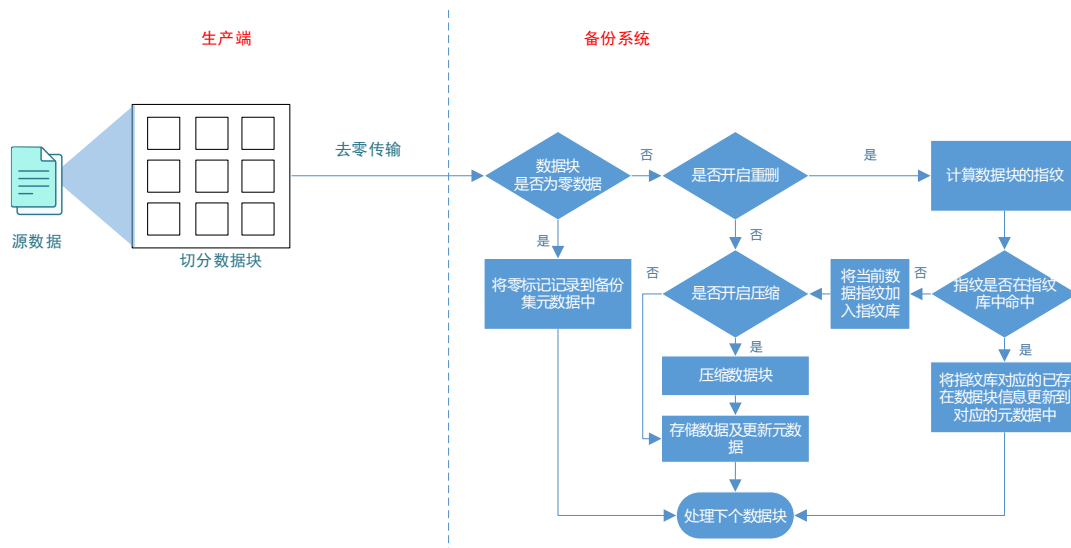 生产端
备份系统
源数据
切分数据块
去零传输
数据块
是否为零数据
否
是否开启重删
是
计算数据块的指纹
是
否
将零标记记录到备份
集元数据中
否
是否开启压缩
将当前数
据指纹加
入指纹库
否
指纹是否在指纹
库中命中
是
是
压缩数据块
将指纹库对应的已存
在数据块信息更新到
对应的元数据中
存储数据及更新元数
据
处理下个数据块